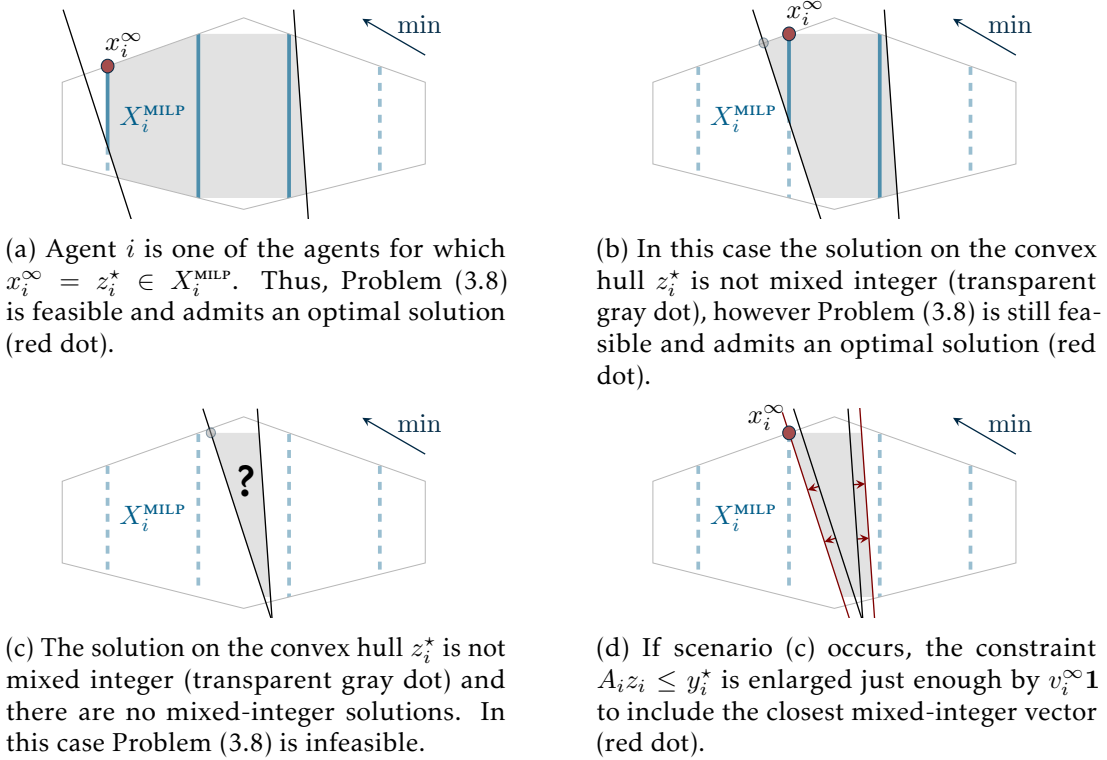 min
x_i^∞
X_i^MILP
(a) Agent i is one of the agents for which
x_i^∞ = z_i^⋆ ∈ X_i^MILP. Thus, Problem (3.8)
is feasible and admits an optimal solution
(red dot).
min
x_i^∞
X_i^MILP
(b) In this case the solution on the convex
hull z_i^⋆ is not mixed integer (transparent
gray dot), however Problem (3.8) is still fea-
sible and admits an optimal solution (red
dot).
min
?
X_i^MILP
(c) The solution on the convex hull z_i^⋆ is not
mixed integer (transparent gray dot) and
there are no mixed-integer solutions. In
this case Problem (3.8) is infeasible.
min
x_i^∞
X_i^MILP
(d) If scenario (c) occurs, the constraint
A_i z_i ≤ y_i^⋆ is enlarged just enough by v_i^∞ 1
to include the closest mixed-integer vector
(red dot).